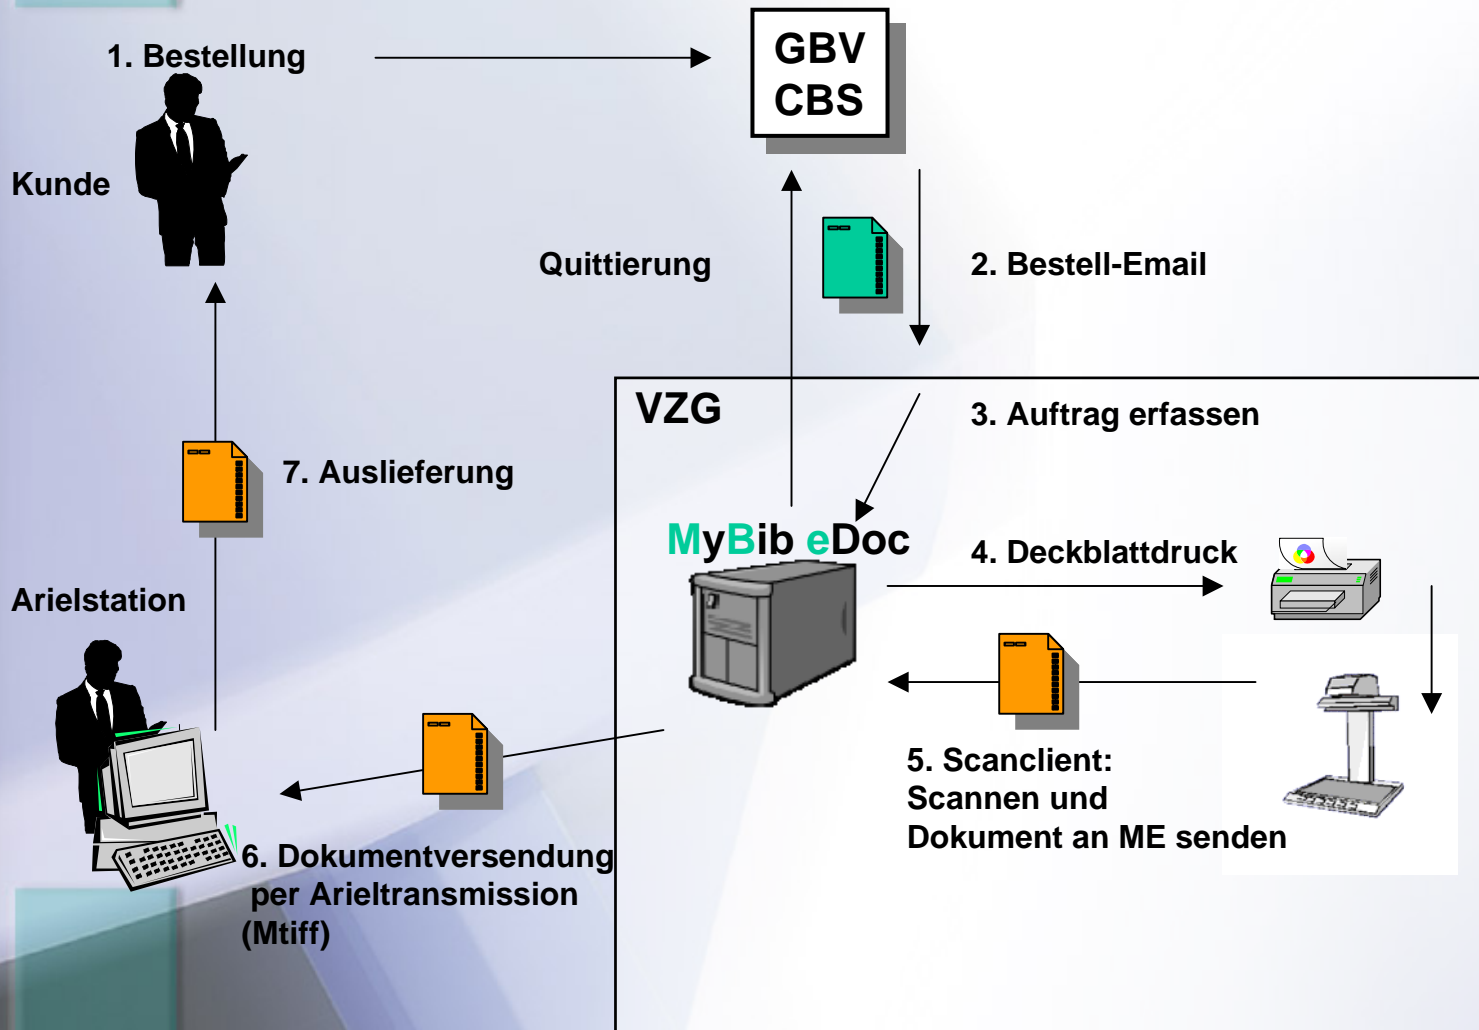 1. Bestellung
GBV
CBS
Kunde
Quittierung
2. Bestell-Email
VZG
3. Auftrag erfassen
7. Auslieferung
MyBib eDoc
4. Deckblattdruck
Arielstation
5. Scanclient:
Scannen und
Dokument an ME senden
6. Dokumentversendung
per Arieltransmission
(Mtiff)